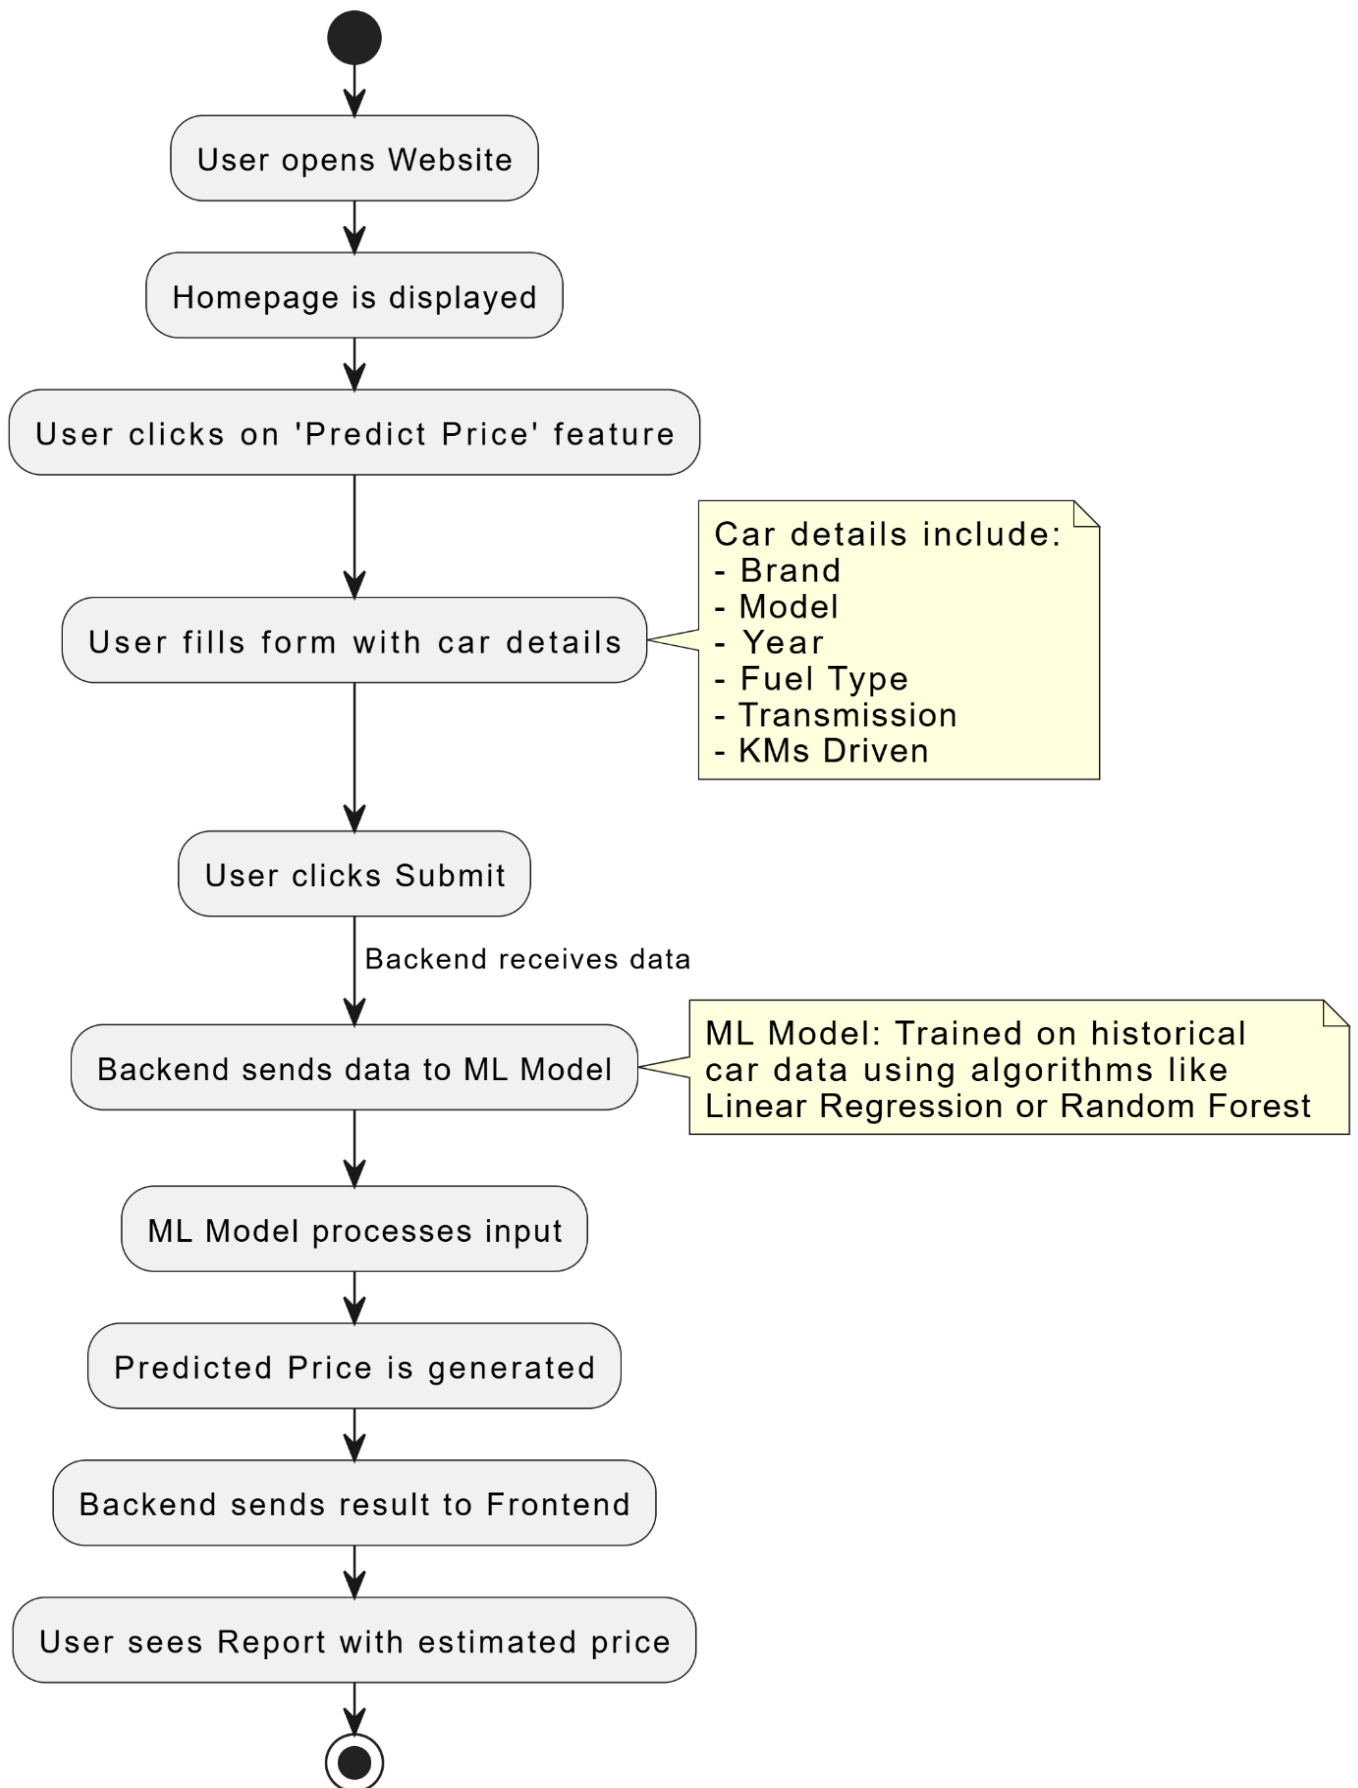 User opens Website
Homepage is displayed
User clicks on 'Predict Price' feature
User fills form with car details
Car details include:
- Brand
- Model
- Year
- Fuel Type
- Transmission
- KMs Driven
User clicks Submit
Backend receives data
Backend sends data to ML Model
ML Model: Trained on historical
car data using algorithms like
Linear Regression or Random Forest
ML Model processes input
Predicted Price is generated
Backend sends result to Frontend
User sees Report with estimated price